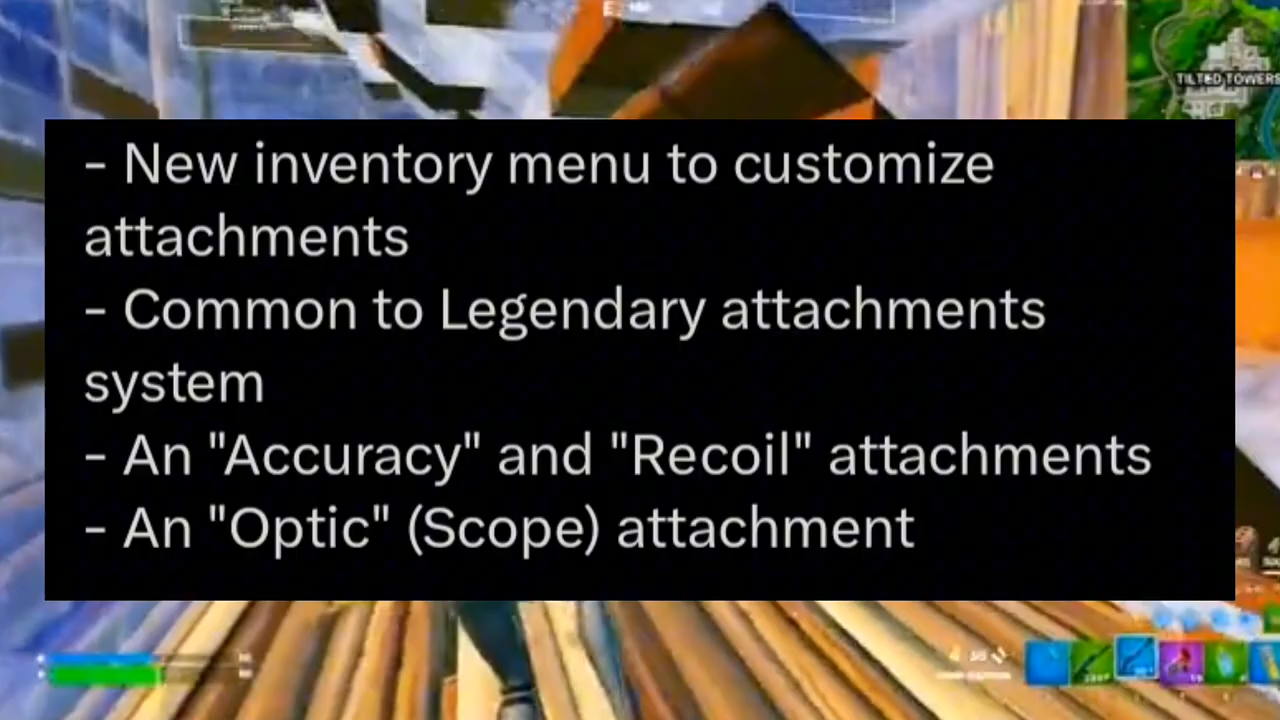 TILTED TOWERS
- New inventory menu to customize
attachments
- Common to Legendary attachments
system
- An "Accuracy" and "Recoil" attachments
- An "Optic" (Scope) attachment